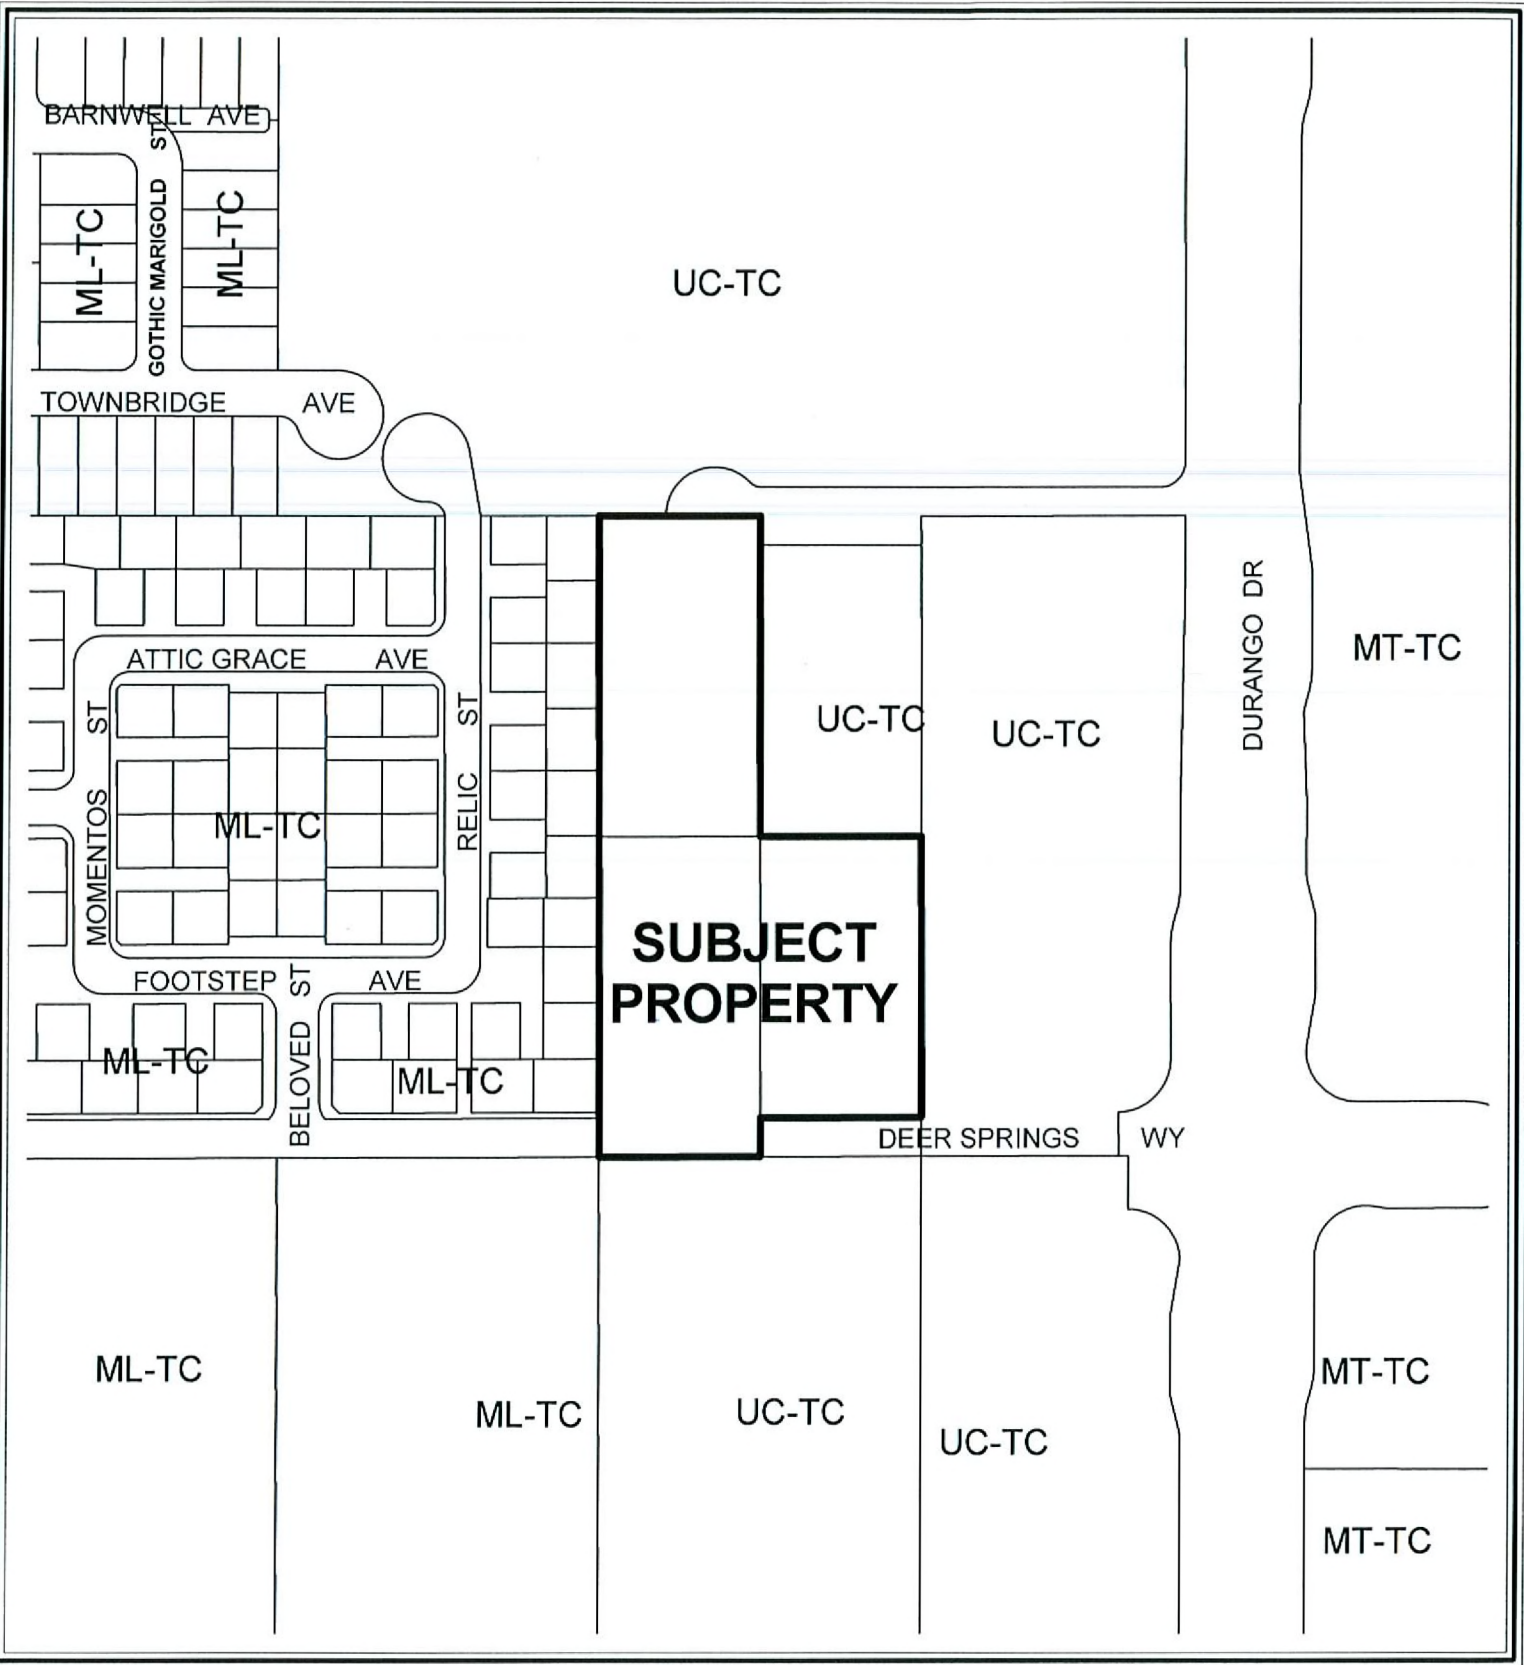 BARNWELL AVE
GOTHIC MARIGOLD ST
ML-TC
ML-TC
UC-TC
TOWNBRIDGE AVE
ATTIC GRACE AVE
MOMENTOS ST
RELIC ST
ML-TC
UC-TC
UC-TC
DURANGO DR
MT-TC
SUBJECT
PROPERTY
FOOTSTEP AVE
BELOVED ST
ML-TC
ML-TC
DEER SPRINGS WY
ML-TC
ML-TC
UC-TC
UC-TC
MT-TC
MT-TC